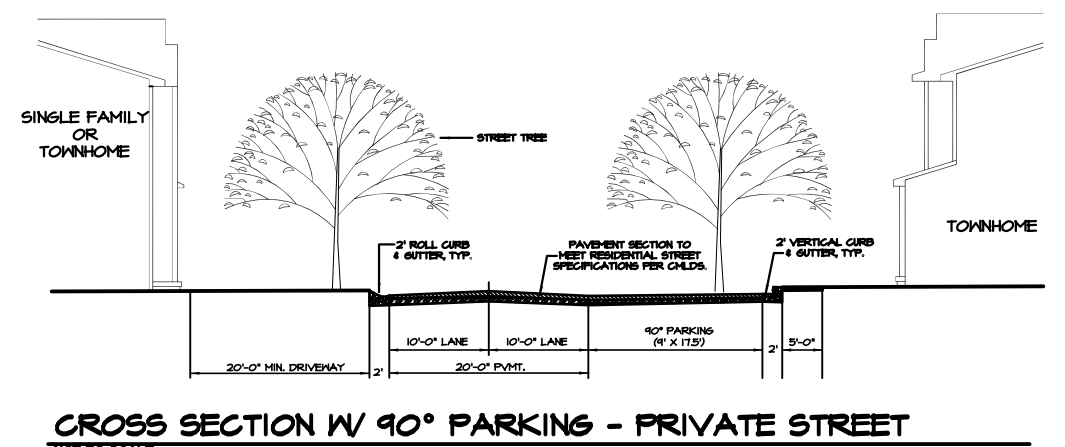 SINGLE FAMILY
OR
TOWNHOME
STREET TREE
TOWNHOME
2' ROLL CURB
& GUTTER, TYP.
PAVEMENT SECTION TO
MEET RESIDENTIAL STREET
SPECIFICATIONS PER CMLDS.
2' VERTICAL CURB
& GUTTER, TYP.
10'-0" LANE
10'-0" LANE
90° PARKING
(9' X 17.5')
2'
5'-0"
20'-0" MIN. DRIVEWAY
2'
20'-0" PVMT.
CROSS SECTION W/ 90° PARKING - PRIVATE STREET